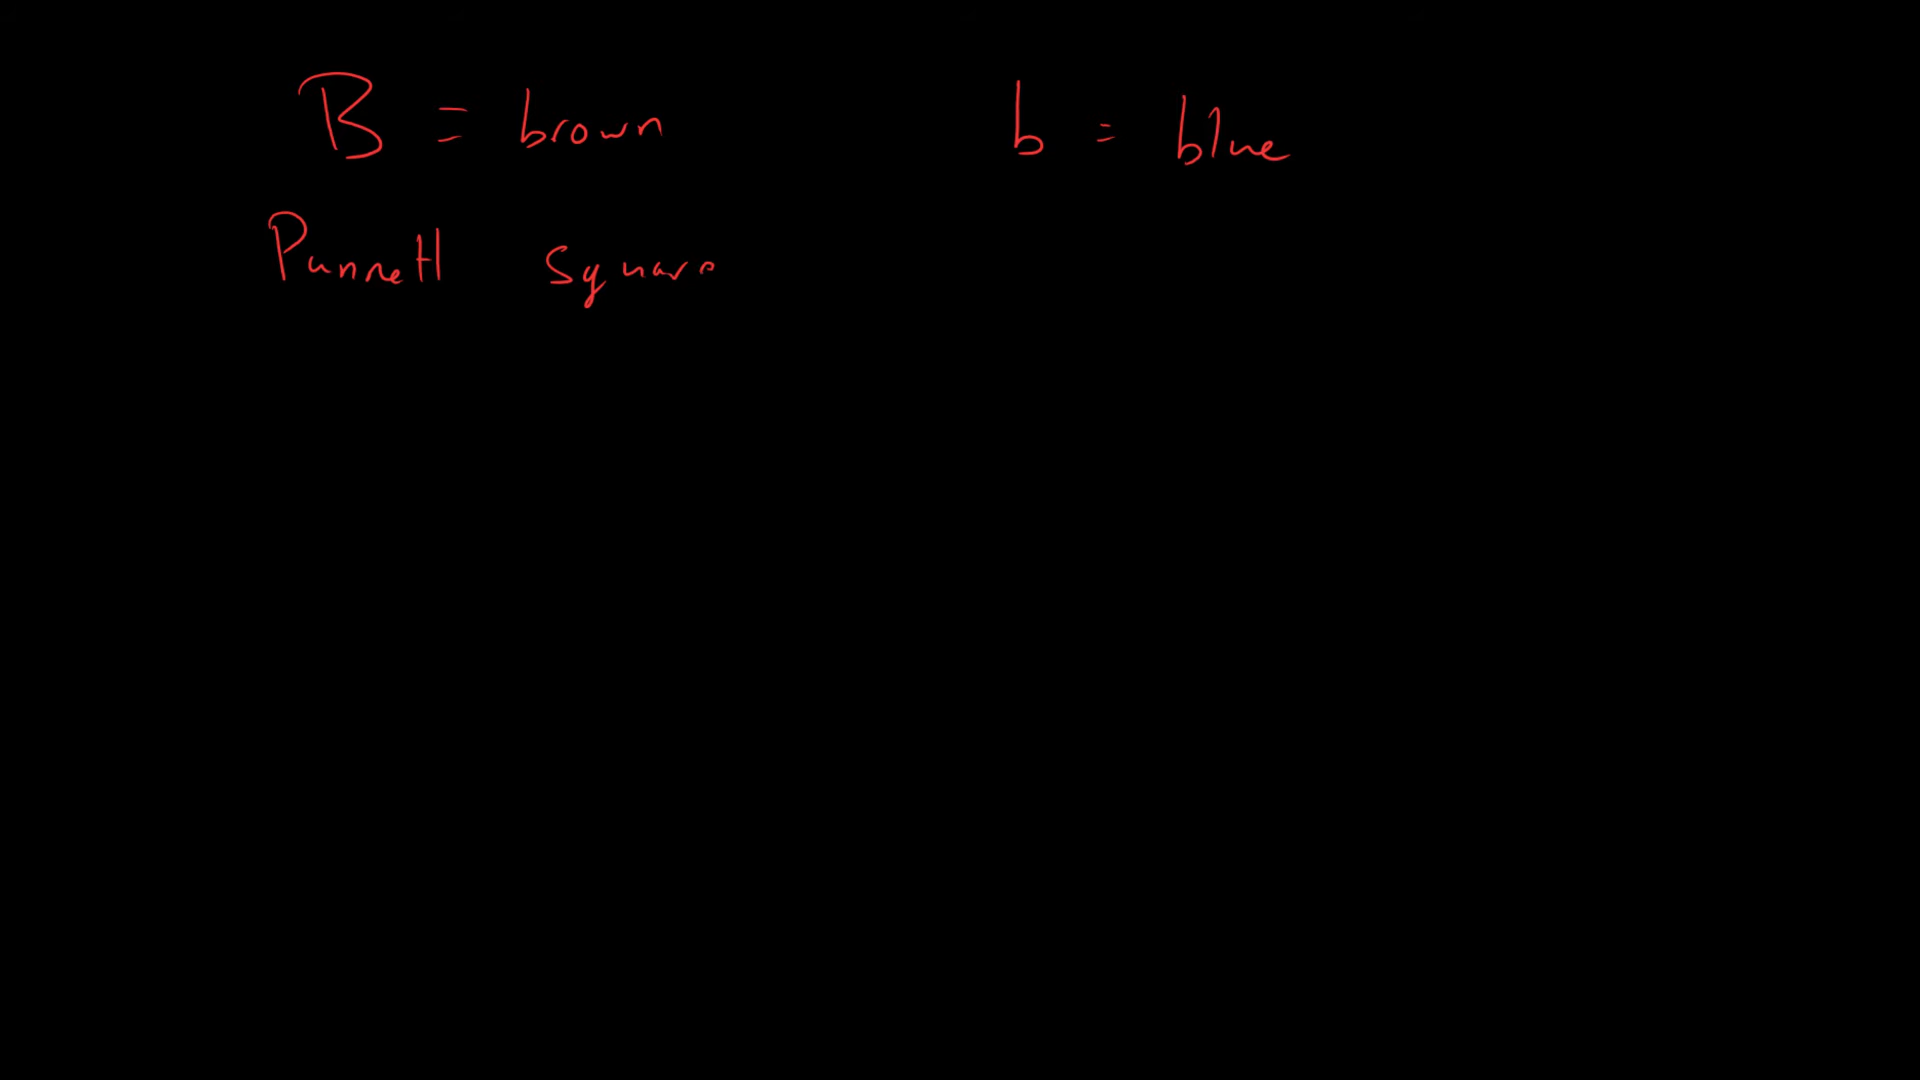 B = brown b = blue
Punnett Square